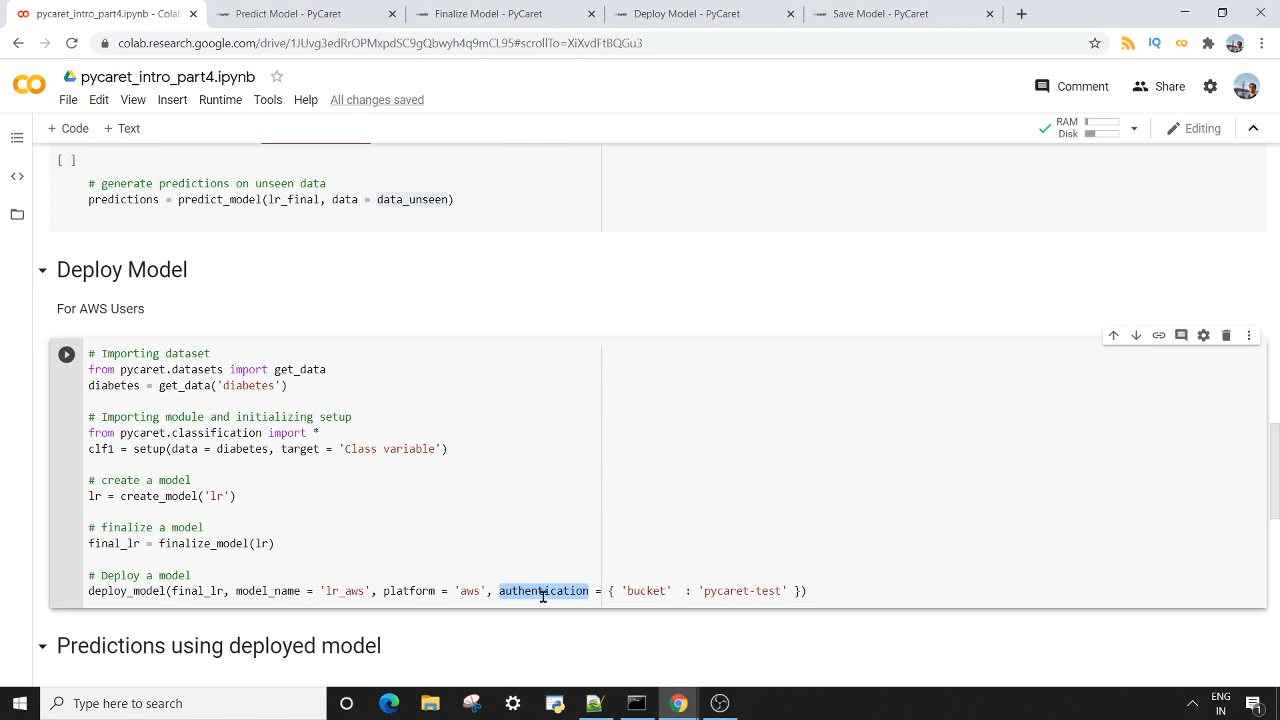 pycaret_intro_part4.ipynb - Colab
Predict Model - PyCaret
Finalize Model - PyCaret
Deploy Model - PyCaret
Save Model - PyCaret
colab.research.google.com/drive/1JUvg3edRrOPMxpdSC9gQbwyh4q9mCL95#scrollTo=XiXvdFtBQGu3
pycaret_intro_part4.ipynb
Comment
Share
File Edit View Insert Runtime Tools Help All changes saved
+ Code + Text
RAM
Disk
Editing
[ ]
# generate predictions on unseen data
predictions = predict_model(lr_final, data = data_unseen)
Deploy Model
For AWS Users
# Importing dataset
from pycaret.datasets import get_data
diabetes = get_data('diabetes')
# Importing module and initializing setup
from pycaret.classification import *
clf1 = setup(data = diabetes, target = 'Class variable')
# create a model
lr = create_model('lr')
# finalize a model
final_lr = finalize_model(lr)
# Deploy a model
deploy_model(final_lr, model_name = 'lr_aws', platform = 'aws', authentication = { 'bucket'  : 'pycaret-test' })
Predictions using deployed model
Type here to search
ENG
IN